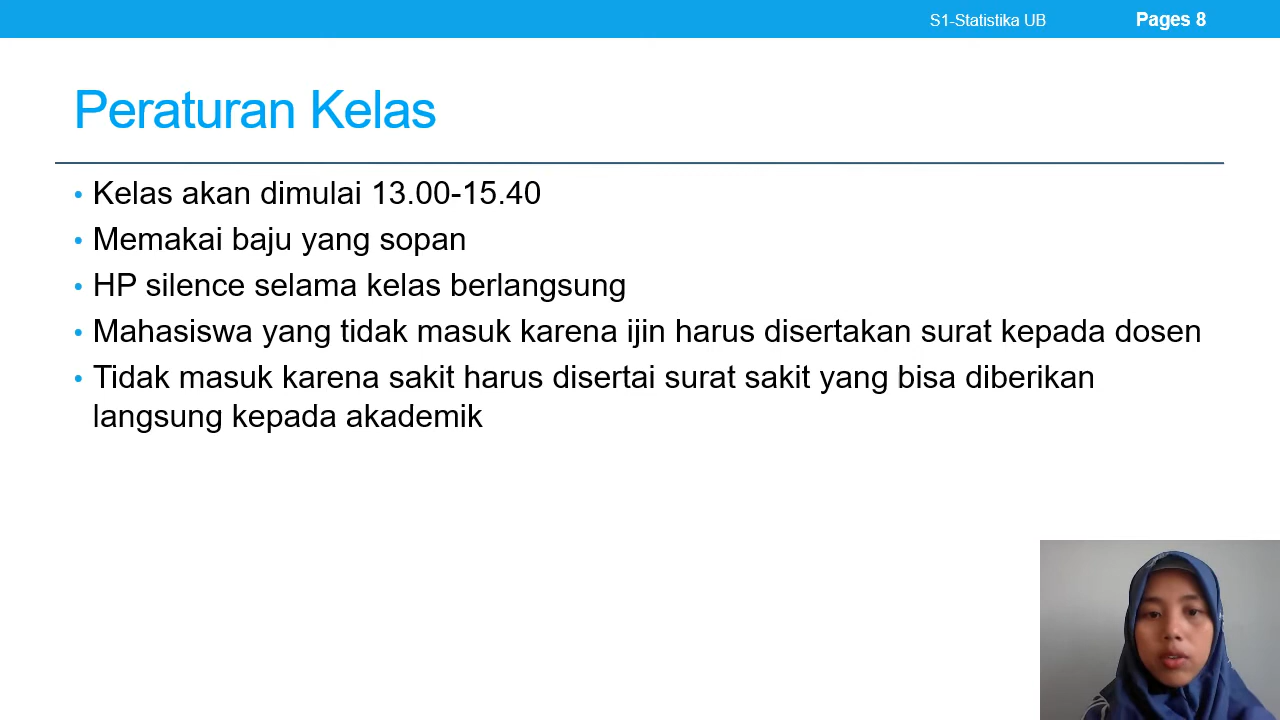 S1-Statistika UB
Pages 8
Peraturan Kelas
• Kelas akan dimulai 13.00-15.40
• Memakai baju yang sopan
• HP silence selama kelas berlangsung
• Mahasiswa yang tidak masuk karena ijin harus disertakan surat kepada dosen
• Tidak masuk karena sakit harus disertai surat sakit yang bisa diberikan
langsung kepada akademik